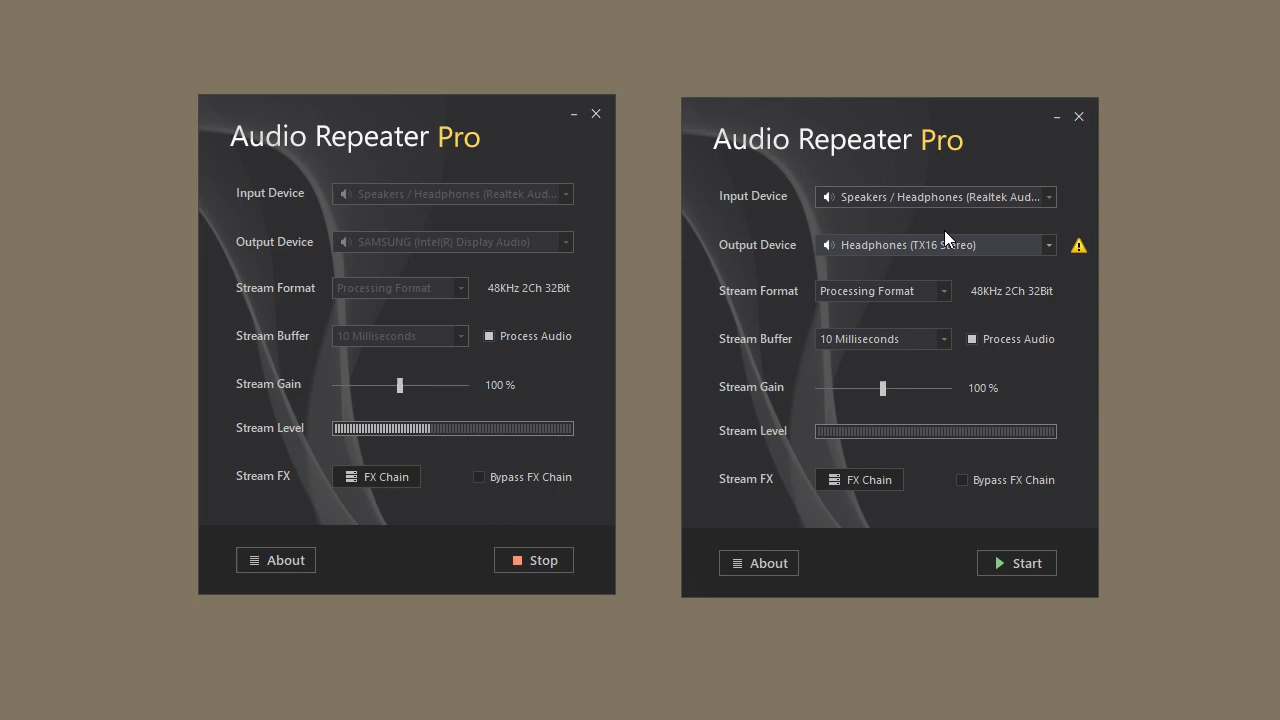 Audio Repeater Pro
Input Device
Speakers / Headphones (Realtek Aud...
Output Device
SAMSUNG (Intel(R) Display Audio)
Stream Format
Processing Format
48KHz 2Ch 32Bit
Stream Buffer
10 Milliseconds
Process Audio
Stream Gain
100 %
Stream Level
Stream FX
FX Chain
Bypass FX Chain
About
Stop
Audio Repeater Pro
Input Device
Speakers / Headphones (Realtek Aud...
Output Device
Headphones (TX16 Stereo)
Stream Format
Processing Format
48KHz 2Ch 32Bit
Stream Buffer
10 Milliseconds
Process Audio
Stream Gain
100 %
Stream Level
Stream FX
FX Chain
Bypass FX Chain
About
Start